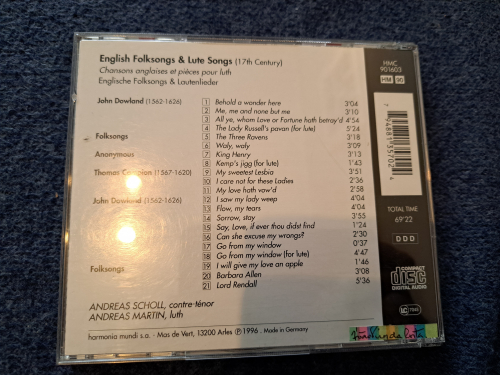 English Folksongs & Lute Songs (17th Century)
Chansons anglaises et pièces pour luth
Englische Folksongs & Lautenlieder
HMC
901603
HM 90
John Dowland (1562-1626)
1 Behold a wonder here 3'04
2 Me, me and none but me 3'10
3 All ye, whom Love or Fortune hath betray'd 4'54
4 The Lady Russell's pavan (for lute) 5'24
Folksongs 5 The Three Ravens 5'18
6 Waly, waly 3'09
Anonymous 7 King Henry 3'13
8 Kemp's jigg (for lute) 1'43
Thomas Campion (1567-1620) 9 My sweetest Lesbia 3'51
10 I care not for these Ladies 2'36
11 My love hath vow'd 2'58
John Dowland (1562-1626) 12 I saw my lady weep 4'04
13 Flow, my tears 4'04
14 Sorrow, stay 3'55
15 Say, Love, if ever thou didst find 1'24
16 Can she excuse my wrongs? 2'30
17 Go from my window 0'37
18 Go from my window (for lute) 4'47
Folksongs 19 I will give my love an apple 1'46
20 Barbara Allen 3'08
21 Lord Rendall 5'36
TOTAL TIME
69'22
DDD
COMPACT
disc
DIGITAL AUDIO
ANDREAS SCHOLL, contre-ténor
ANDREAS MARTIN, luth
harmonia mundi s.a. - Mas de Vert, 13200 Arles ℗ 1996 - Made in Germany